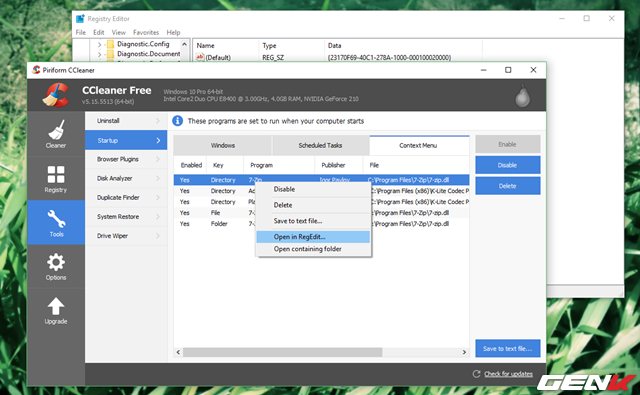 Registry Editor
File Edit View Favorites Help
Diagnostic.Config
Diagnostic.Document
Name Type Data
(Default) REG_SZ {23170F69-40C1-278A-1000-000100020000}
Piriform CCleaner
CCleaner Free
v5.15.5513 (64-bit)
Windows 10 Pro 64-bit
Intel Core2 Duo CPU E8400 @ 3.00GHz, 4.0GB RAM, NVIDIA GeForce 210
Cleaner
Registry
Tools
Options
Upgrade
Uninstall
Startup
Browser Plugins
Disk Analyzer
Duplicate Finder
System Restore
Drive Wiper
These programs are set to run when your computer starts
Windows Scheduled Tasks Context Menu
Enabled Key Program Publisher File
Yes Directory 7-Zip Igor Pavlov C:\Program Files\7-Zip\7-zip.dll
Yes Directory Ad C:\Program Files (x86)\K-Lite Codec P
Yes Directory Pla C:\Program Files (x86)\K-Lite Codec P
Yes File 7-Z C:\Program Files\7-Zip\7-zip.dll
Yes Folder 7-Z C:\Program Files\7-Zip\7-zip.dll
Disable
Delete
Save to text file...
Open in RegEdit...
Open containing folder
Enable
Disable
Delete
Save to text file...
Check for updates
GENK